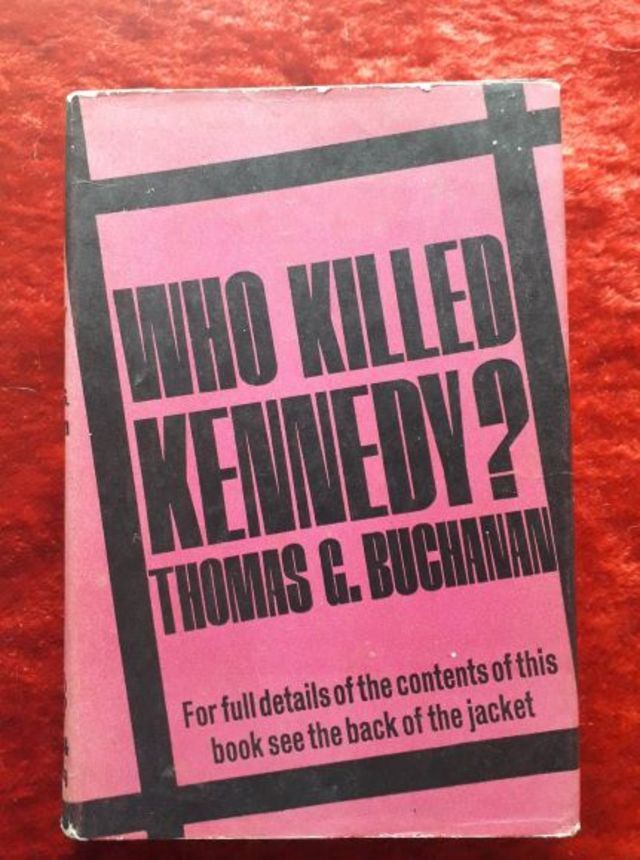 WHO KILLED
KENNEDY?
THOMAS G. BUCHANAN
For full details of the contents of this
book see the back of the jacket